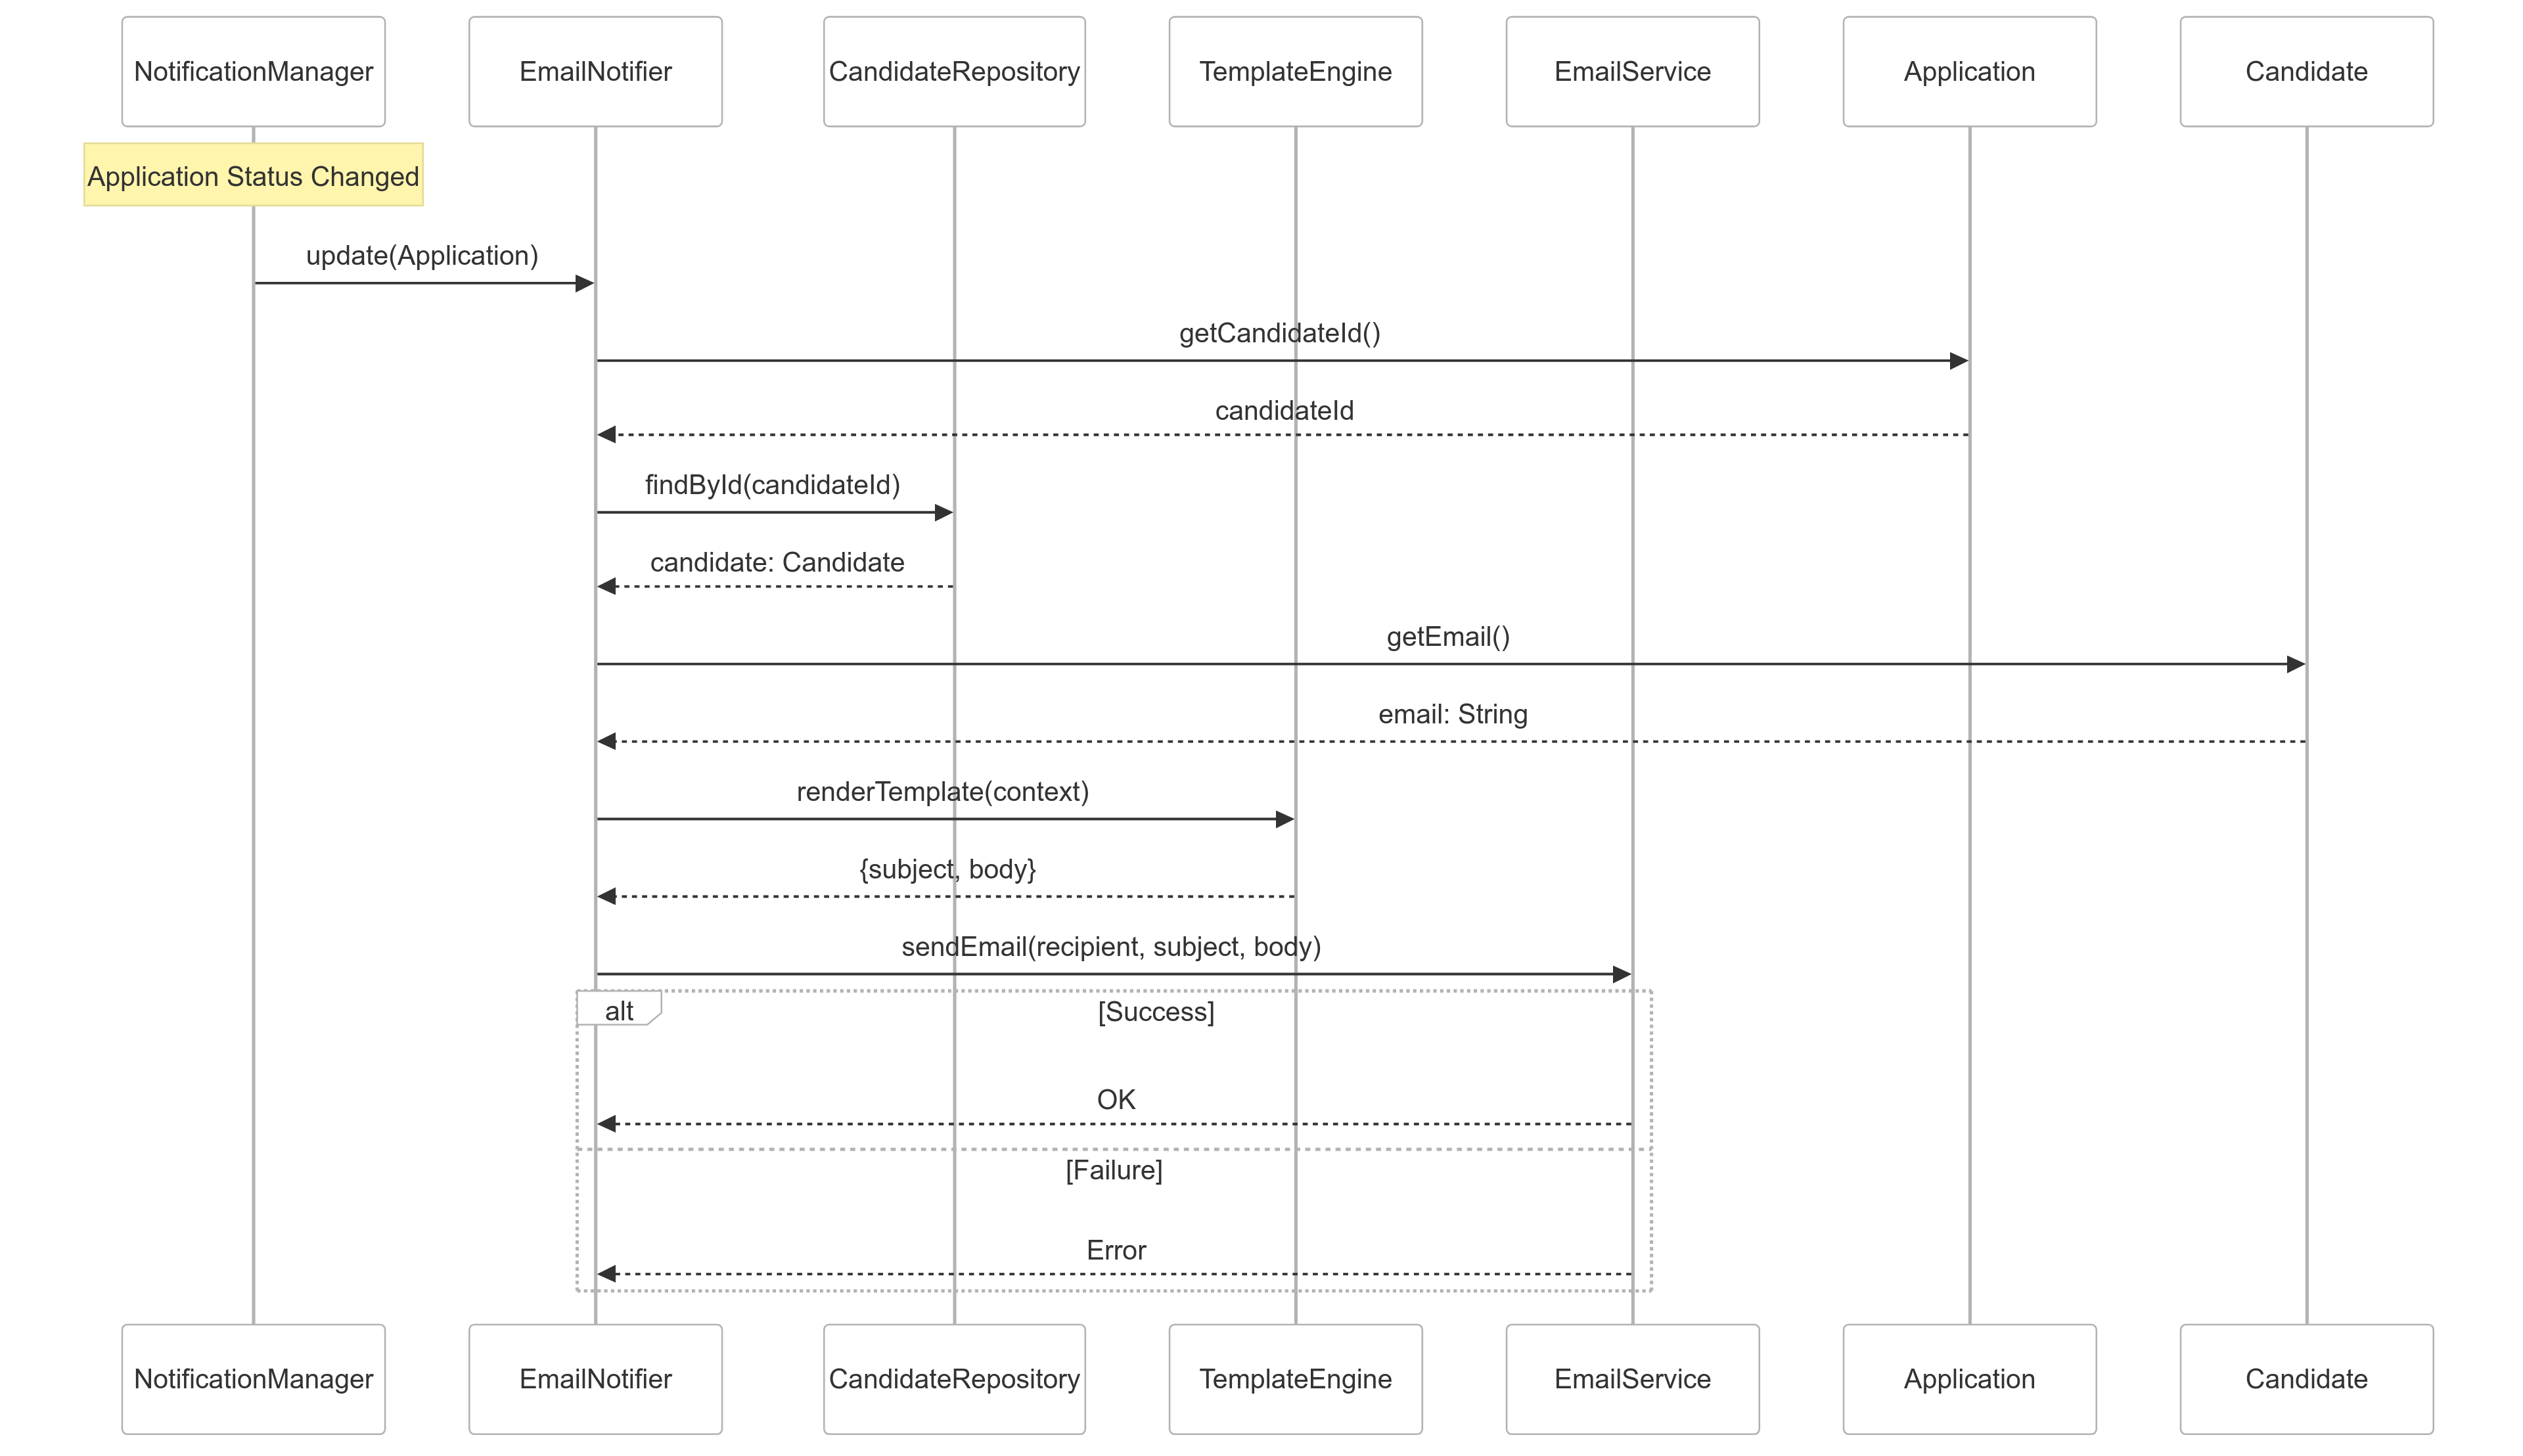 NotificationManager
EmailNotifier
CandidateRepository
TemplateEngine
EmailService
Application
Candidate
Application Status Changed
update(Application)
getCandidateId()
candidateId
findById(candidateId)
candidate: Candidate
getEmail()
email: String
renderTemplate(context)
{subject, body}
sendEmail(recipient, subject, body)
alt
[Success]
OK
[Failure]
Error
NotificationManager
EmailNotifier
CandidateRepository
TemplateEngine
EmailService
Application
Candidate